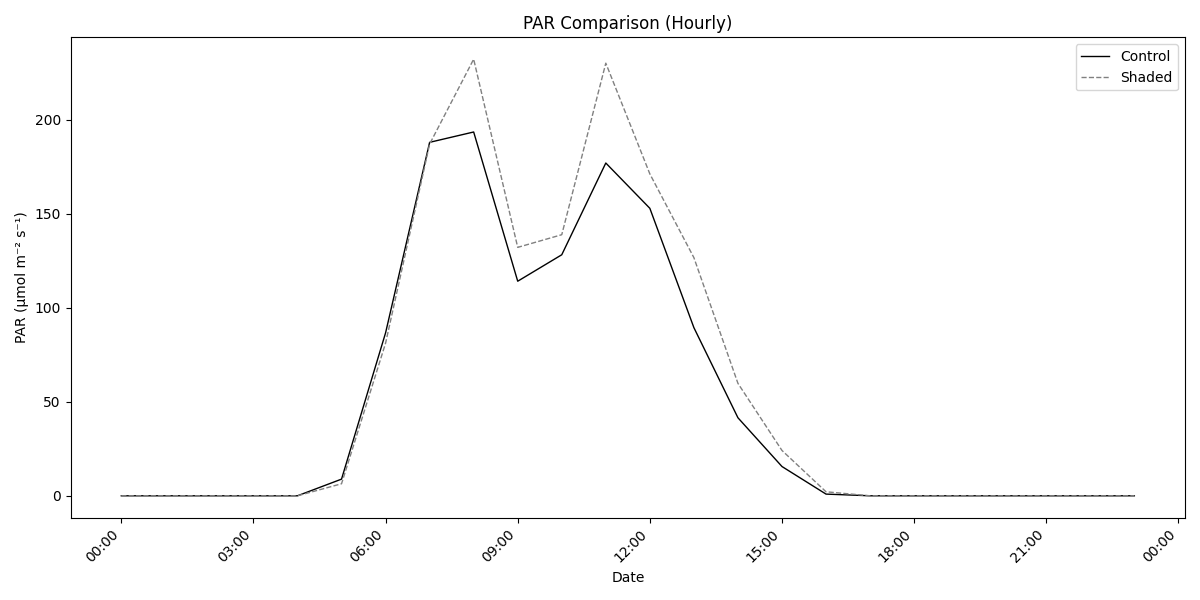 PAR Comparison (Hourly)
Control
Shaded
200
150
100
50
0
PAR (μmol m⁻² s⁻¹)
00:00
03:00
06:00
09:00
12:00
15:00
18:00
21:00
00:00
Date